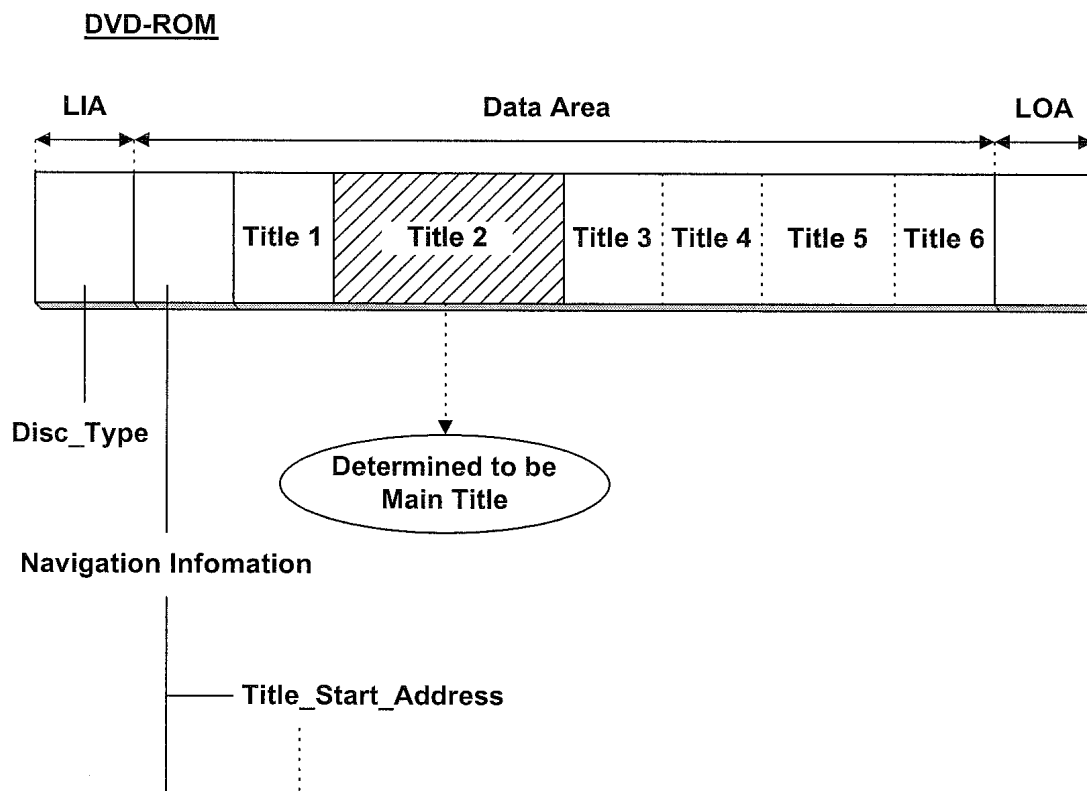 DVD-ROM
LIA Data Area LOA
Title 1 Title 2 Title 3 Title 4 Title 5 Title 6
Disc_Type
Determined to be
Main Title
Navigation Infomation
Title_Start_Address